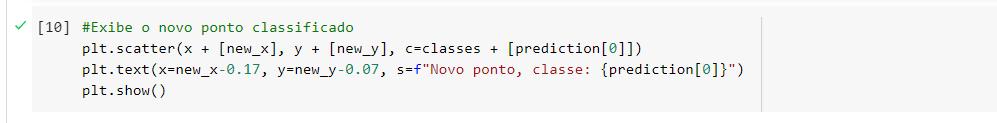 [10] #Exibe o novo ponto classificado
plt.scatter(x + [new_x], y + [new_y], c=classes + [prediction[0]])
plt.text(x=new_x-0.17, y=new_y-0.07, s=f"Novo ponto, classe: {prediction[0]}")
plt.show()